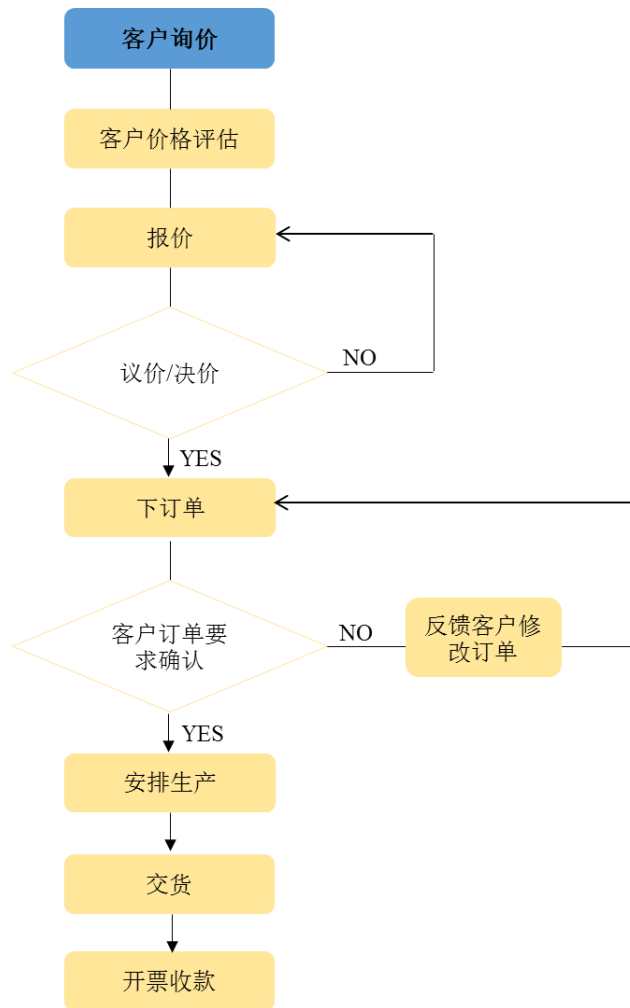 客户询价
客户价格评估
报价
议价/决价
NO
YES
下订单
客户订单要
求确认
NO
反馈客户修
改订单
YES
安排生产
交货
开票收款